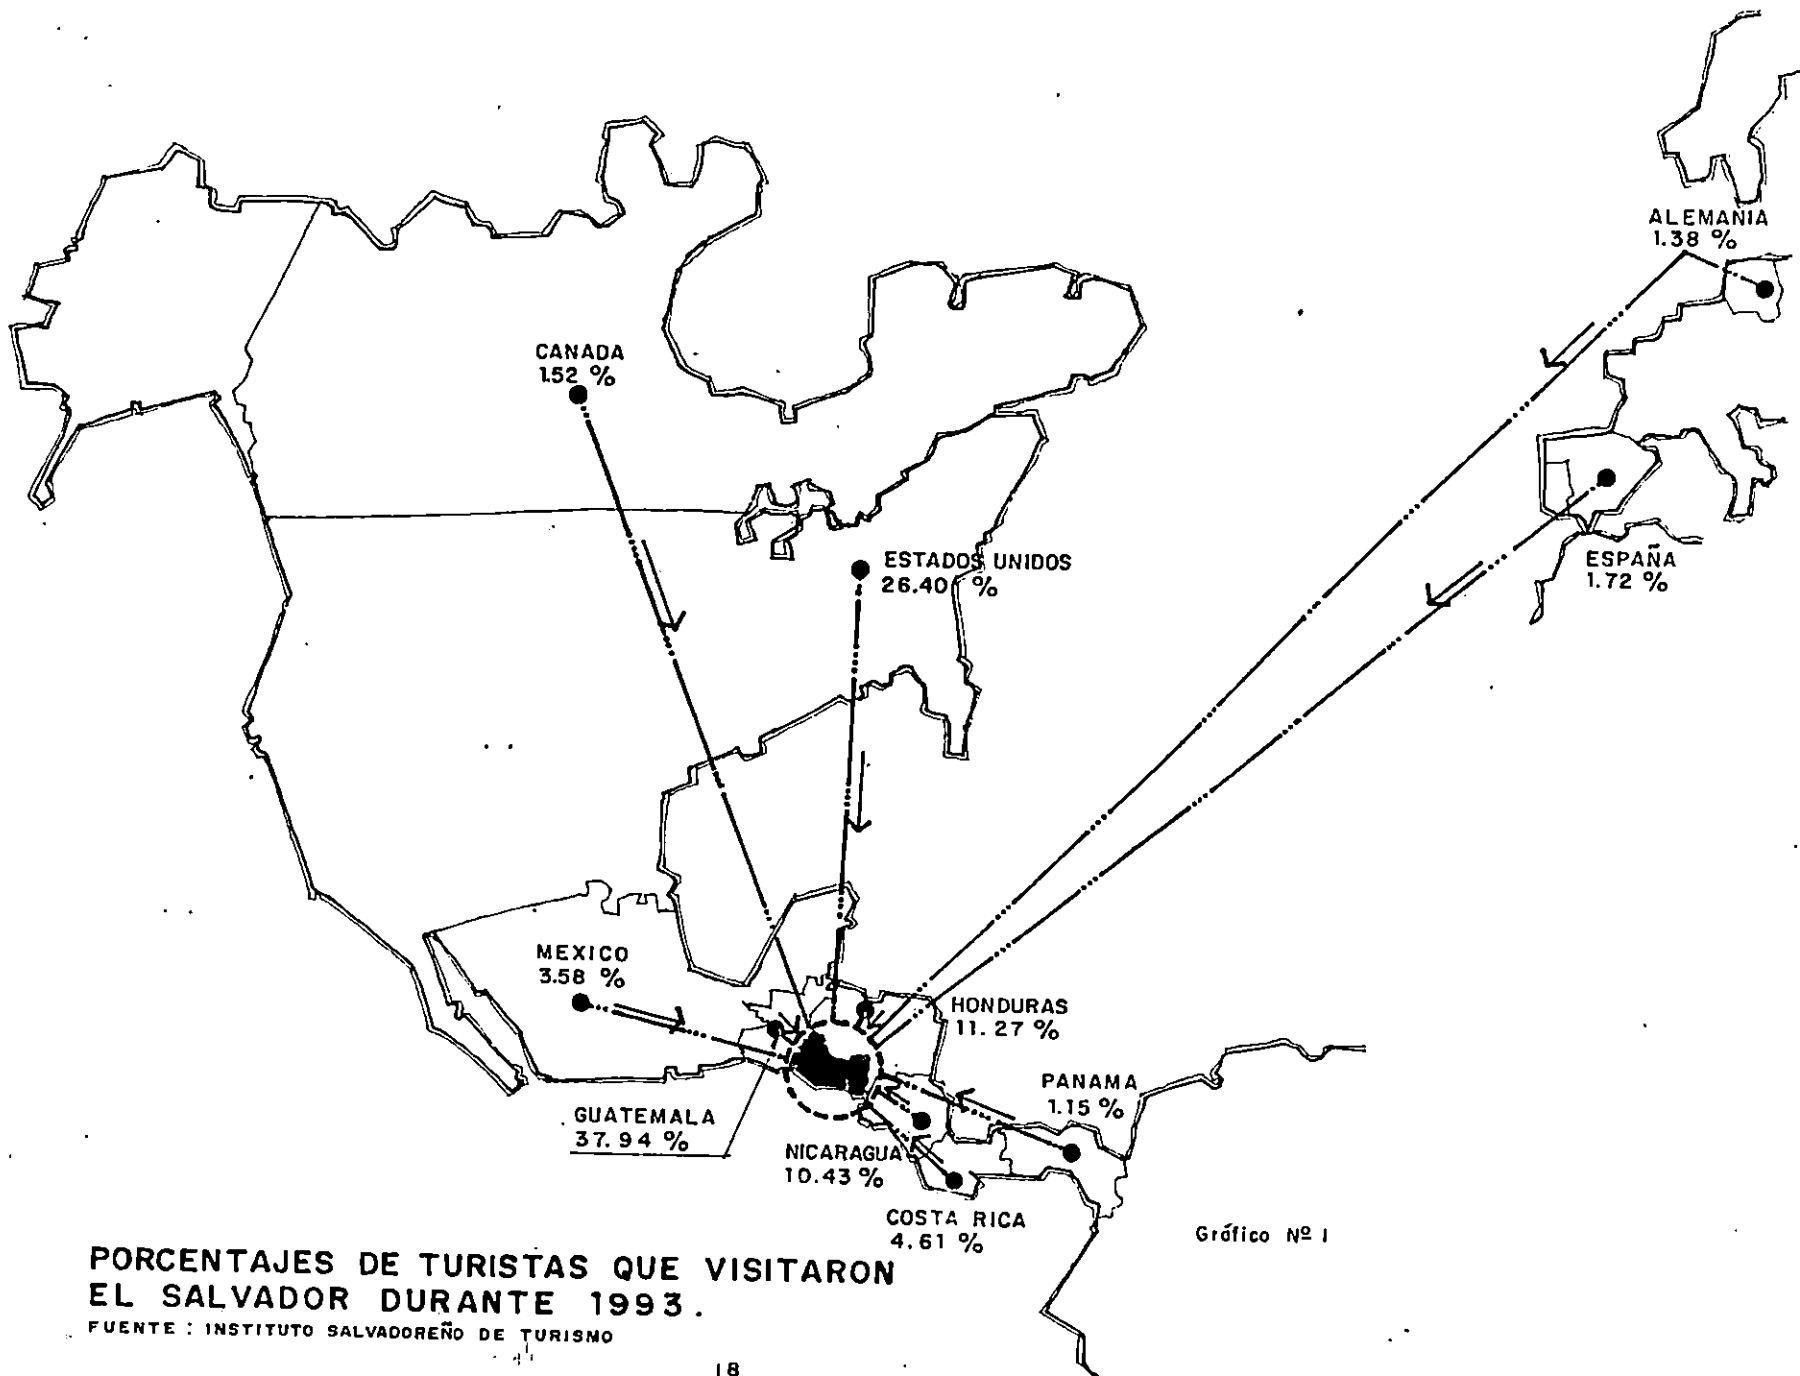 ALEMANIA
1.38 %
CANADA
1.52 %
ESTADOS UNIDOS
26.40 %
ESPAÑA
1.72 %
MEXICO
3.58 %
HONDURAS
11.27 %
PANAMA
1.15 %
GUATEMALA
37.94 %
NICARAGUA
10.43 %
COSTA RICA
4.61 %
Gráfico Nº 1
PORCENTAJES DE TURISTAS QUE VISITARON
EL SALVADOR DURANTE 1993.
FUENTE : INSTITUTO SALVADOREÑO DE TURISMO
18